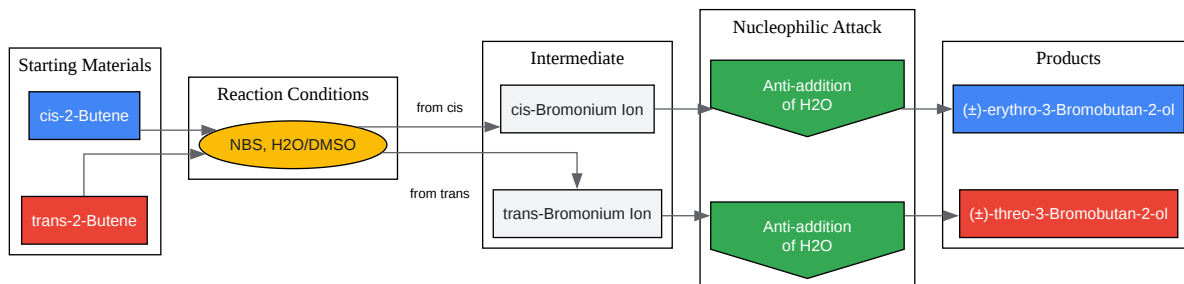 Starting Materials
cis-2-Butene
trans-2-Butene
Reaction Conditions
NBS, H2O/DMSO
from cis
from trans
Intermediate
cis-Bromonium Ion
trans-Bromonium Ion
Nucleophilic Attack
Anti-addition
of H2O
Anti-addition
of H2O
Products
(±)-erythro-3-Bromobutan-2-ol
(±)-threo-3-Bromobutan-2-ol